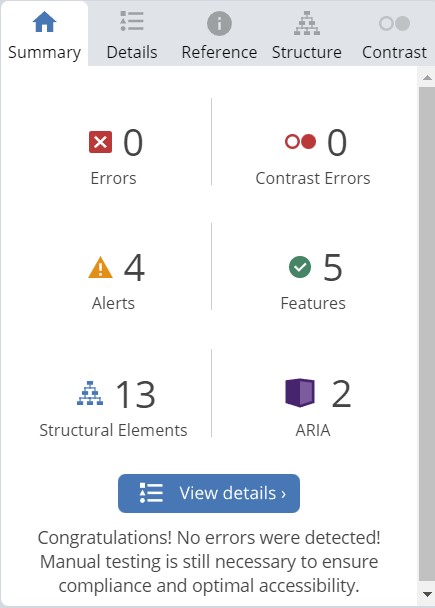 Summary Details Reference Structure Contrast
0 0
Errors Contrast Errors
4 5
Alerts Features
13 2
Structural Elements ARIA
View details ›
Congratulations! No errors were detected!
Manual testing is still necessary to ensure
compliance and optimal accessibility.